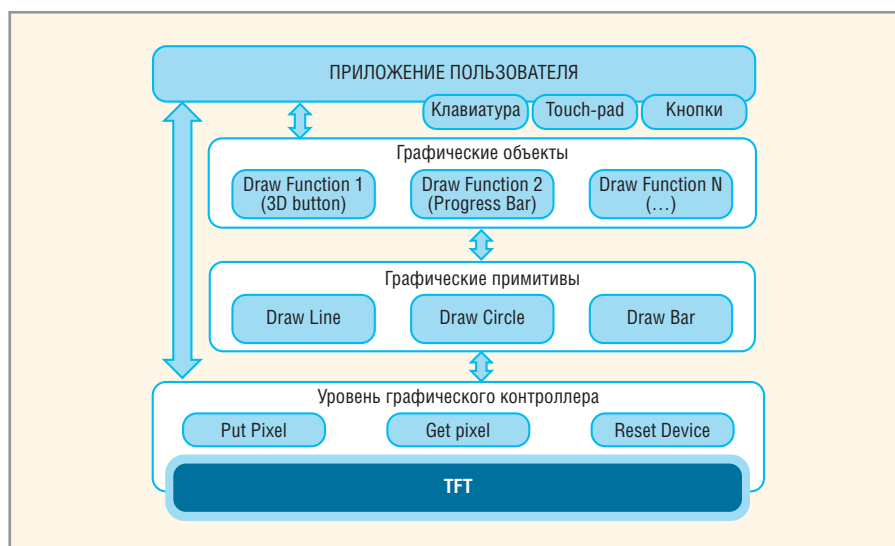 ПРИЛОЖЕНИЕ ПОЛЬЗОВАТЕЛЯ
Клавиатура
Touch-pad
Кнопки
Графические объекты
Draw Function 1
(3D button)
Draw Function 2
(Progress Bar)
Draw Function N
(...)
Графические примитивы
Draw Line
Draw Circle
Draw Bar
Уровень графического контроллера
Put Pixel
Get pixel
Reset Device
TFT